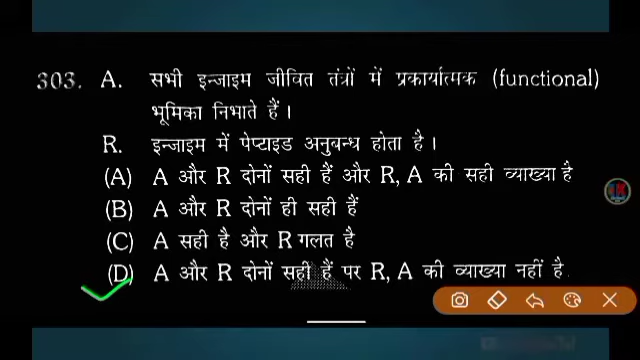 303. A. सभी इन्जाइम जीवित तंत्रों में प्रकार्यात्मक (functional)
भूमिका निभाते हैं ।
R. इन्जाइम में पेप्टाइड अनुबन्ध होता है ।
(A) A और R दोनों सही हैं और R, A की सही व्याख्या है
(B) A और R दोनों ही सही हैं
(C) A सही है और R गलत है
(D) A और R दोनों सही हैं पर R, A की व्याख्या नहीं है.